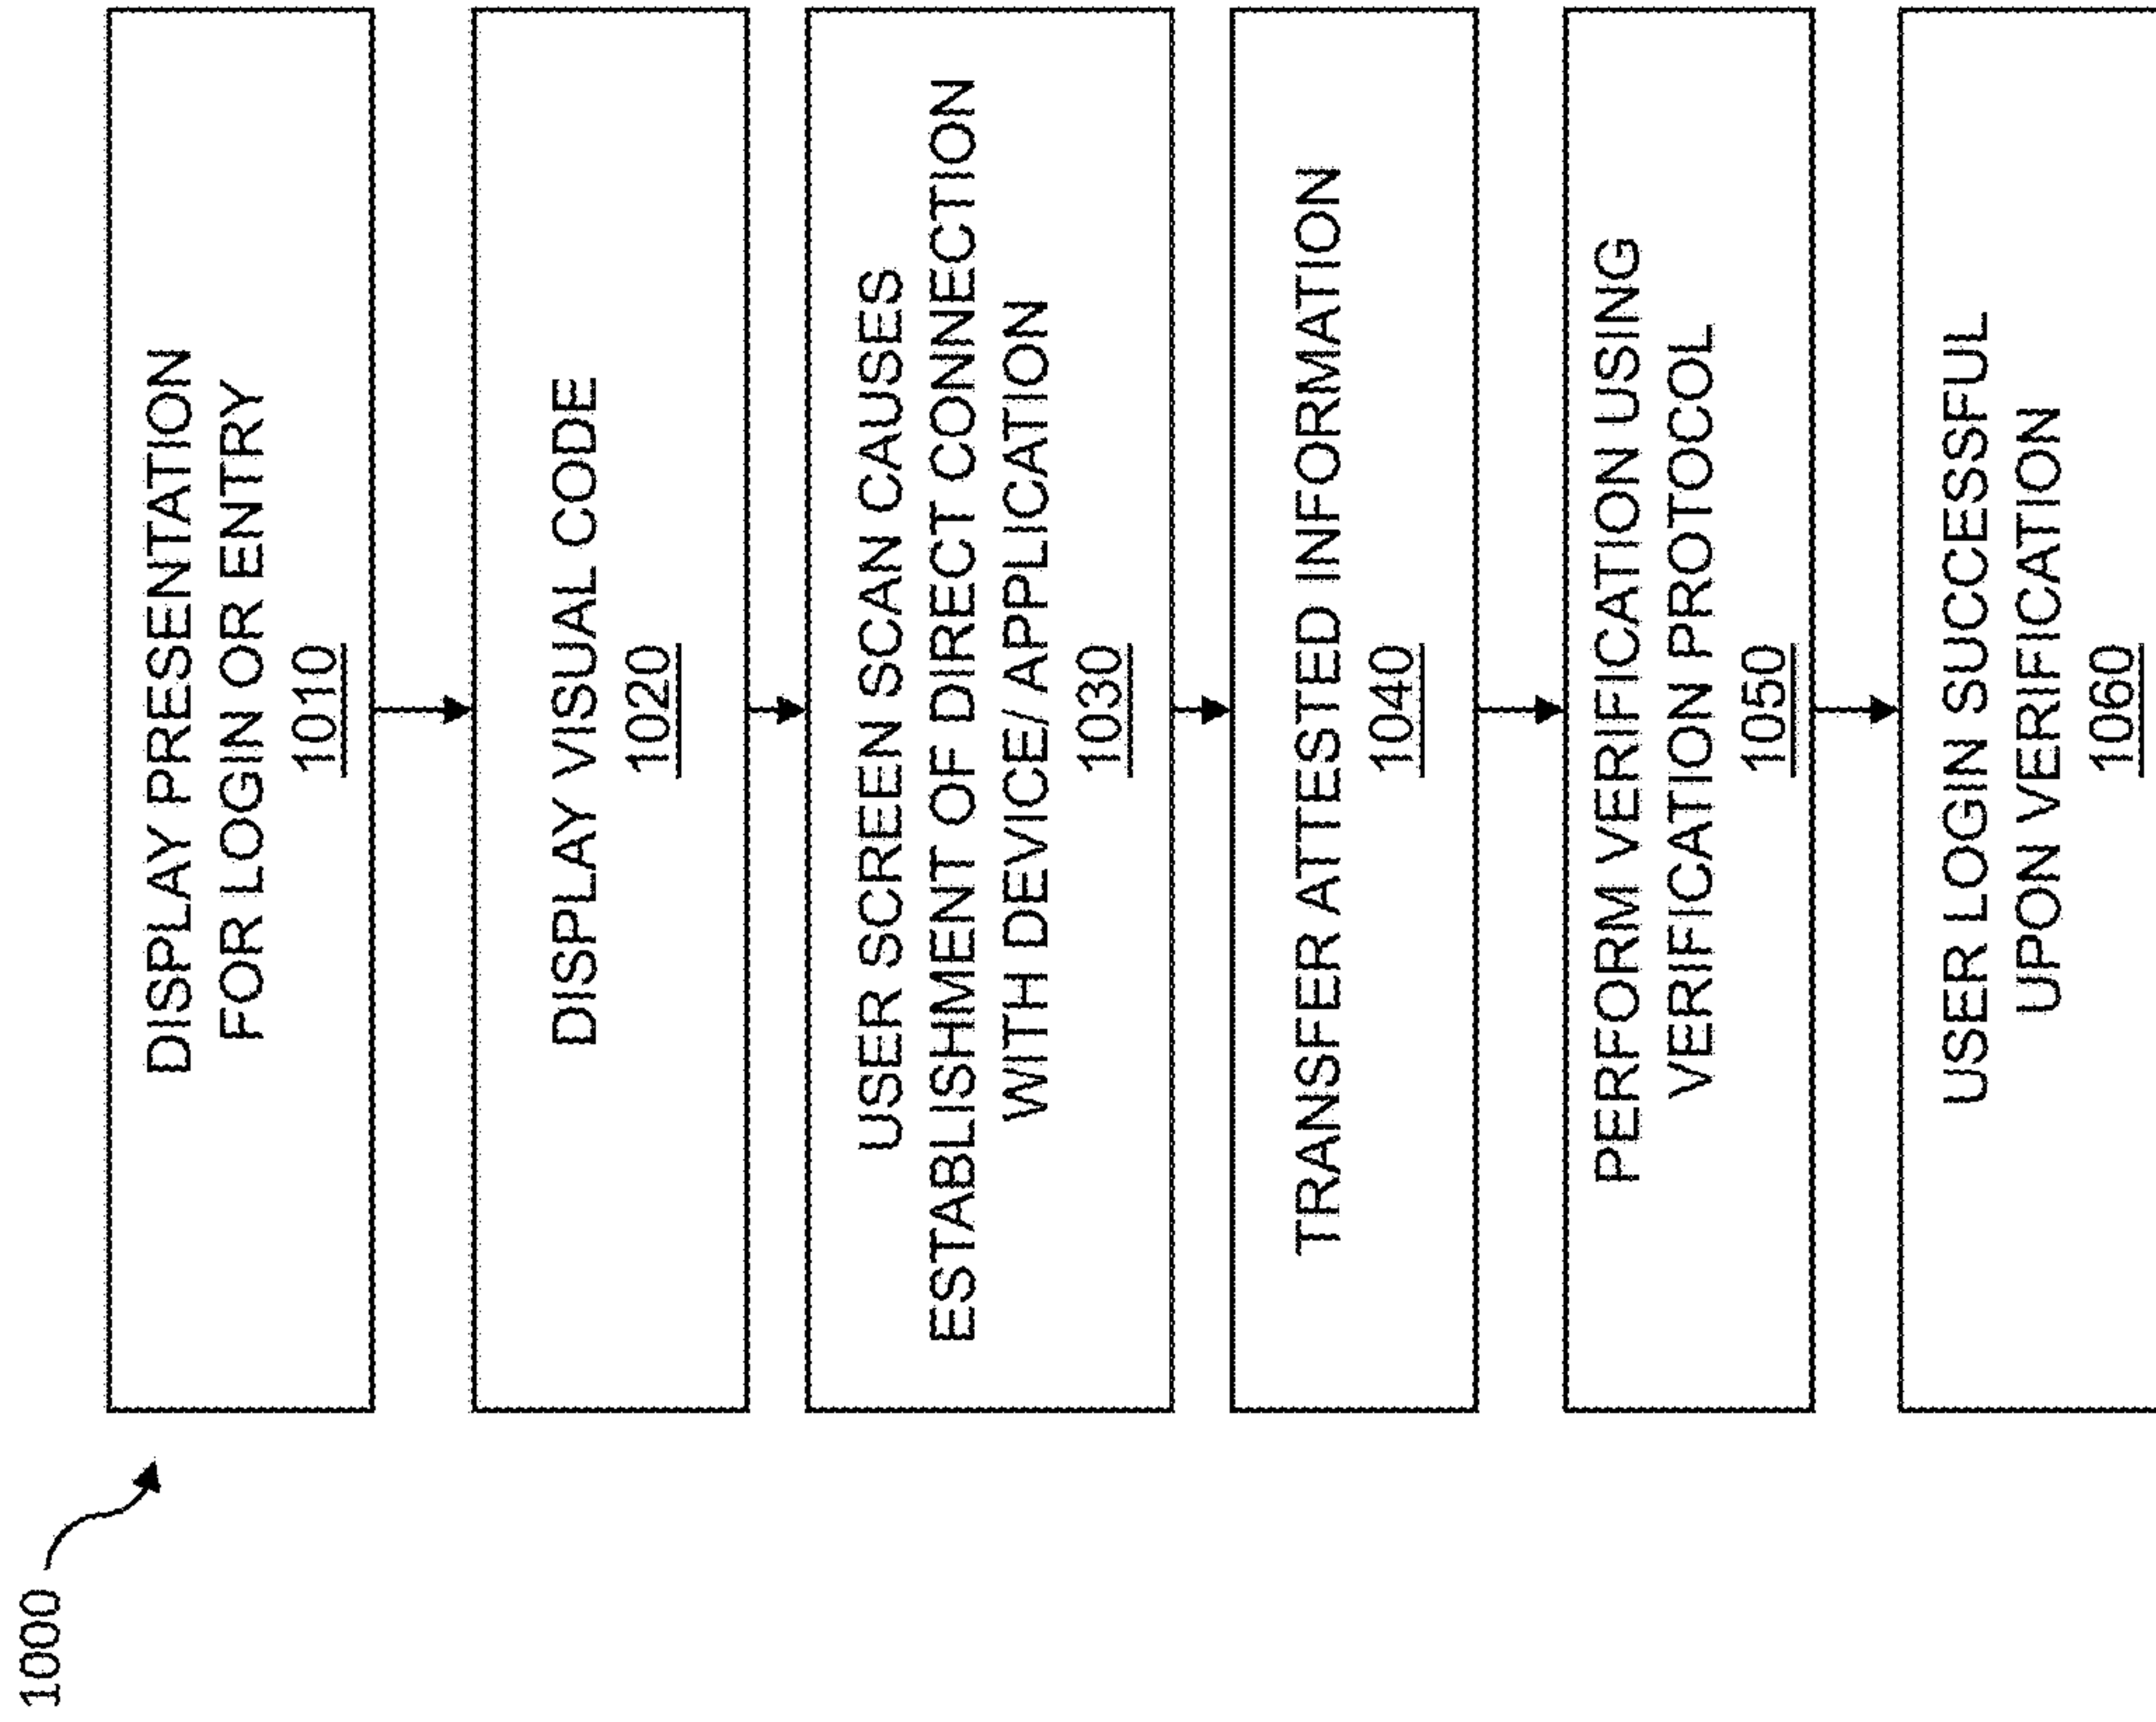 1000
DISPLAY PRESENTATION
FOR LOGIN OR ENTRY
1010
DISPLAY VISUAL CODE
1020
USER SCREEN SCAN CAUSES
ESTABLISHMENT OF DIRECT CONNECTION
WITH DEVICE/ APPLICATION
1030
TRANSFER ATTESTED INFORMATION
1040
PERFORM VERIFICATION USING
VERIFICATION PROTOCOL
1050
USER LOGIN SUCCESSFUL
UPON VERIFICATION
1060